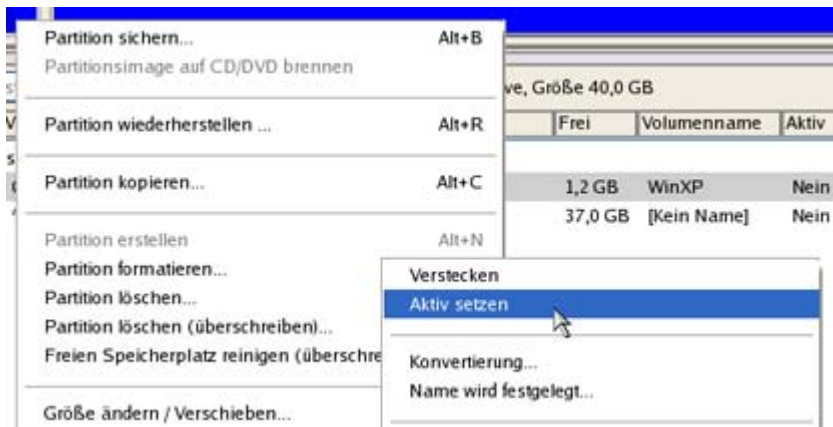 Partition sichern... Alt+B
Partitionsimage auf CD/DVD brennen
ve, Größe 40,0 GB
Partition wiederherstellen ... Alt+R
Frei Volumenname Aktiv
Partition kopieren... Alt+C
1,2 GB WinXP Nein
37,0 GB [Kein Name] Nein
Partition erstellen Alt+N
Partition formatieren...
Partition löschen...
Partition löschen (überschreiben)...
Freien Speicherplatz reinigen (überschre
Größe ändern / Verschieben...
Verstecken
Aktiv setzen
Konvertierung...
Name wird festgelegt...